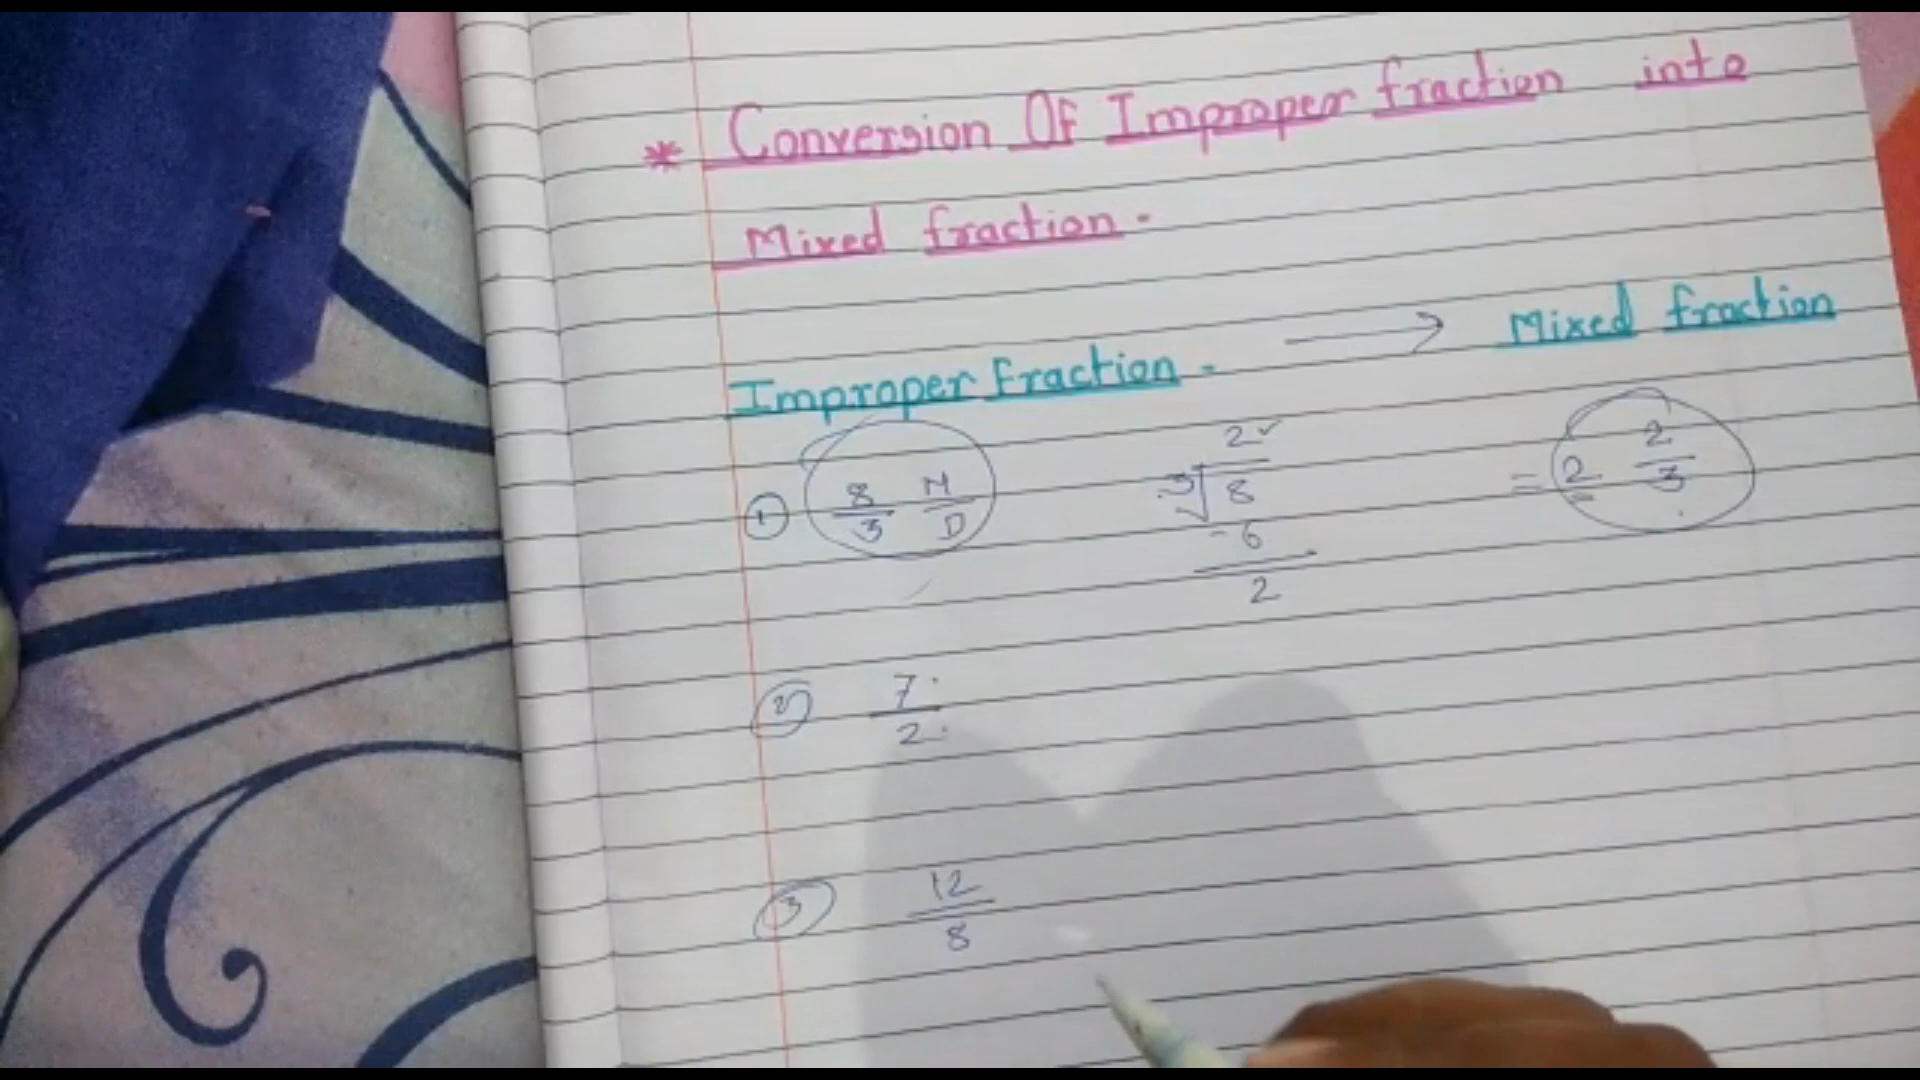 * Conversion Of Improper fraction into
Mixed fraction.
Improper fraction. → Mixed fraction
① 8/3 N/D
2 ✓
3√8
-6
2
= 2 2/3
② 7/2
③ 12/8